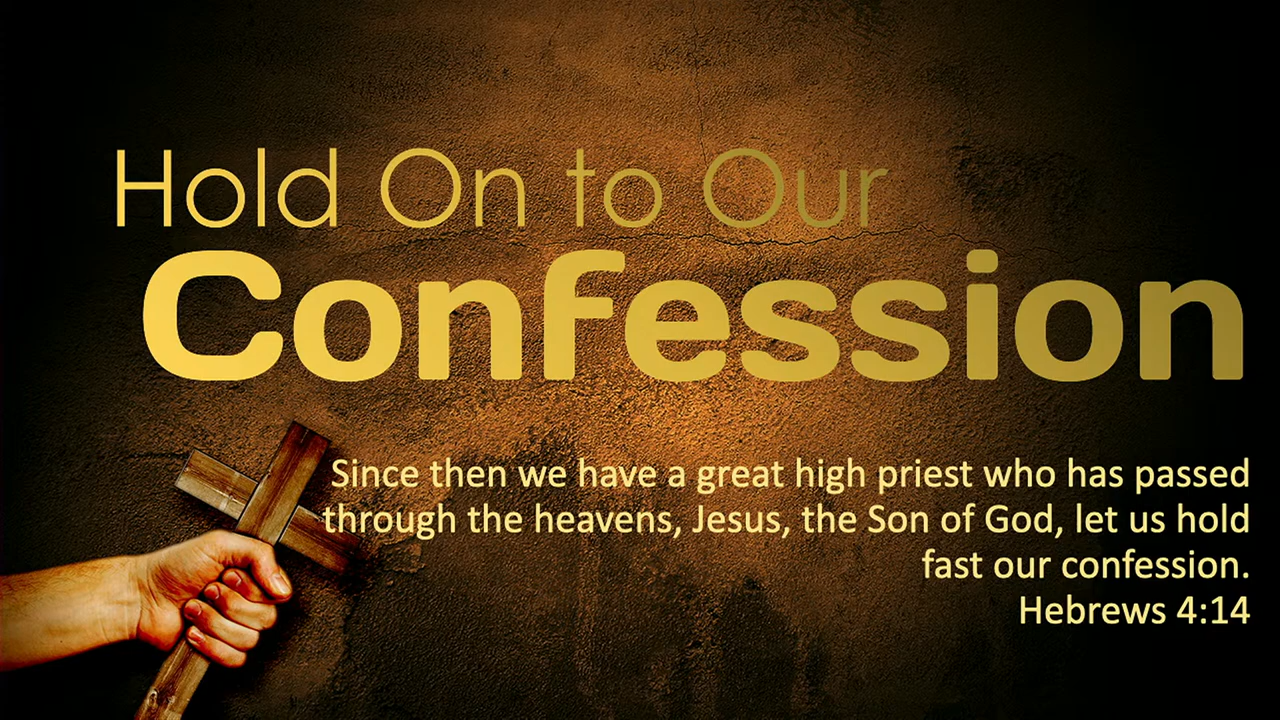 Hold On to Our
Confession
Since then we have a great high priest who has passed
through the heavens, Jesus, the Son of God, let us hold
fast our confession.
Hebrews 4:14